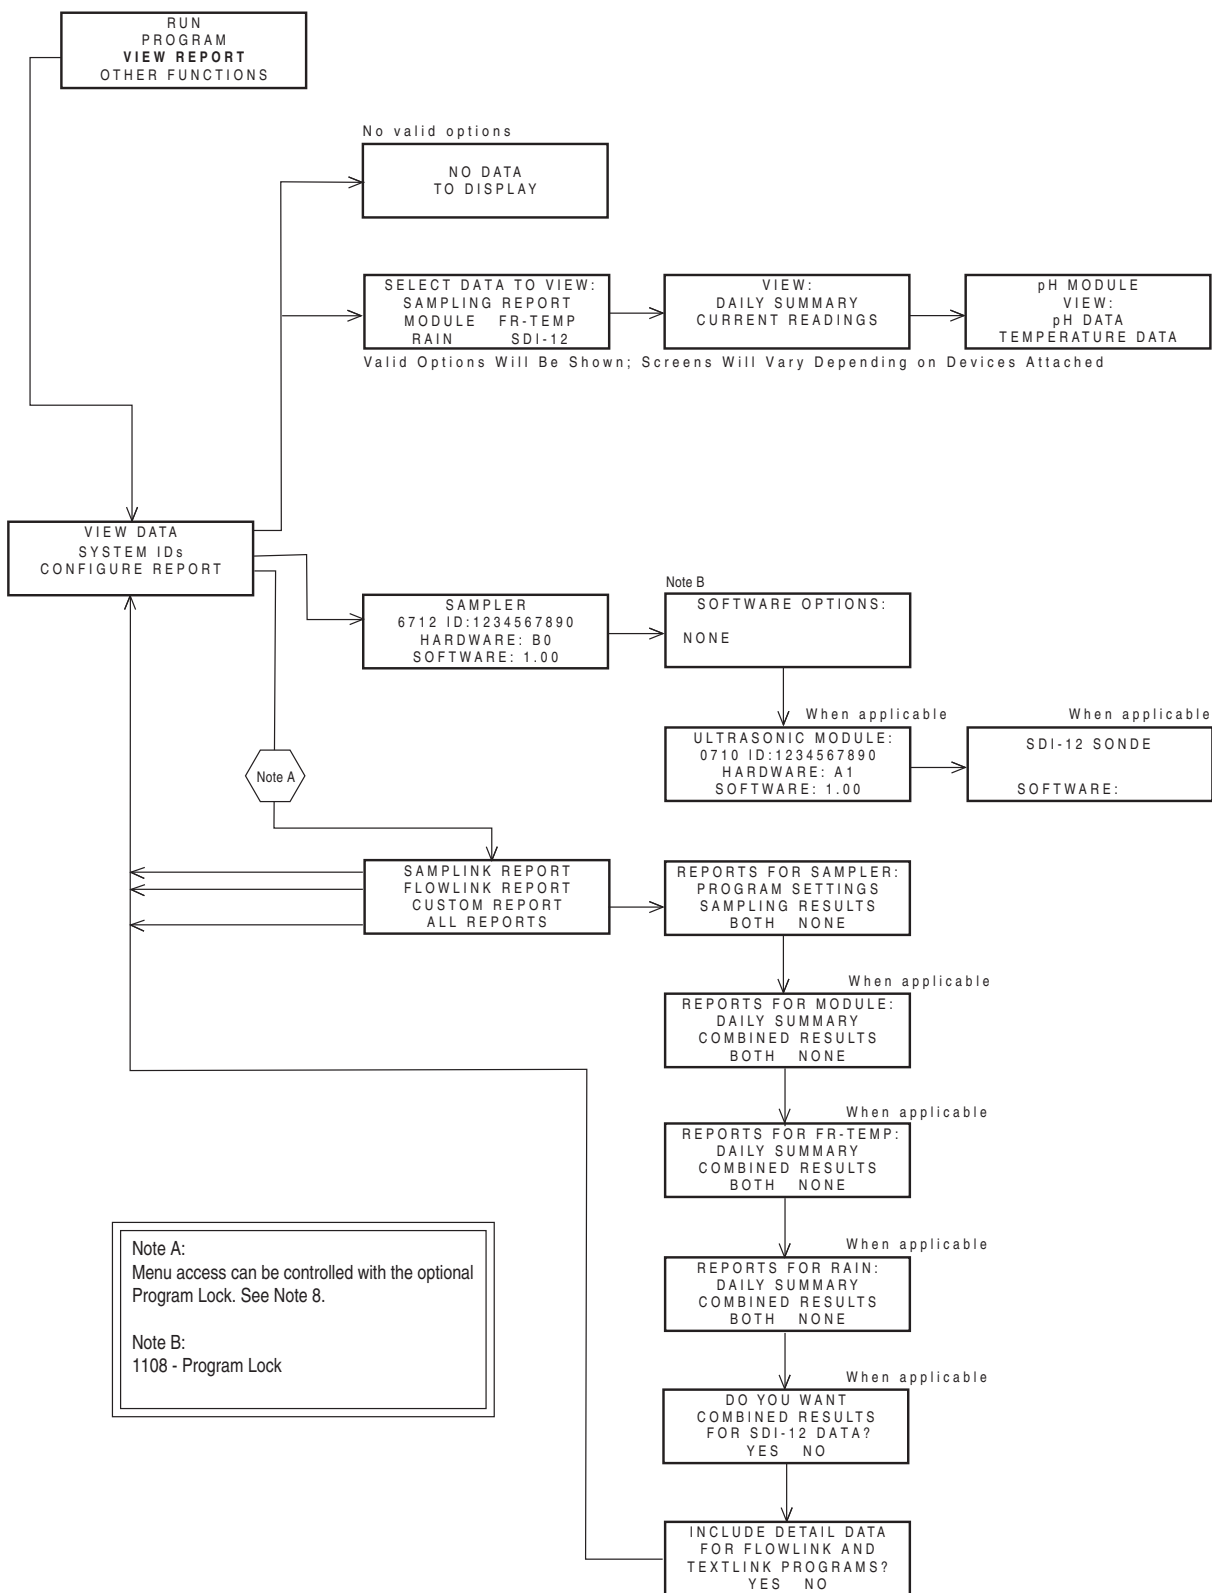 RUN
PROGRAM
VIEW REPORT
OTHER FUNCTIONS
No valid options
NO DATA
TO DISPLAY
SELECT DATA TO VIEW:
SAMPLING REPORT
MODULE FR-TEMP
RAIN SDI-12
VIEW:
DAILY SUMMARY
CURRENT READINGS
pH MODULE
VIEW:
pH DATA
TEMPERATURE DATA
Valid Options Will Be Shown; Screens Will Vary Depending on Devices Attached
VIEW DATA
SYSTEM IDs
CONFIGURE REPORT
SAMPLER
6712 ID:1234567890
HARDWARE: B0
SOFTWARE: 1.00
Note B
SOFTWARE OPTIONS:
NONE
When applicable
ULTRASONIC MODULE:
0710 ID:1234567890
HARDWARE: A1
SOFTWARE: 1.00
When applicable
SDI-12 SONDE
SOFTWARE:
Note A
SAMPLINK REPORT
FLOWLINK REPORT
CUSTOM REPORT
ALL REPORTS
REPORTS FOR SAMPLER:
PROGRAM SETTINGS
SAMPLING RESULTS
BOTH NONE
When applicable
REPORTS FOR MODULE:
DAILY SUMMARY
COMBINED RESULTS
BOTH NONE
When applicable
REPORTS FOR FR-TEMP:
DAILY SUMMARY
COMBINED RESULTS
BOTH NONE
When applicable
REPORTS FOR RAIN:
DAILY SUMMARY
COMBINED RESULTS
BOTH NONE
When applicable
DO YOU WANT
COMBINED RESULTS
FOR SDI-12 DATA?
YES NO
INCLUDE DETAIL DATA
FOR FLOWLINK AND
TEXTLINK PROGRAMS?
YES NO
Note A:
Menu access can be controlled with the optional
Program Lock. See Note 8.
Note B:
1108 - Program Lock